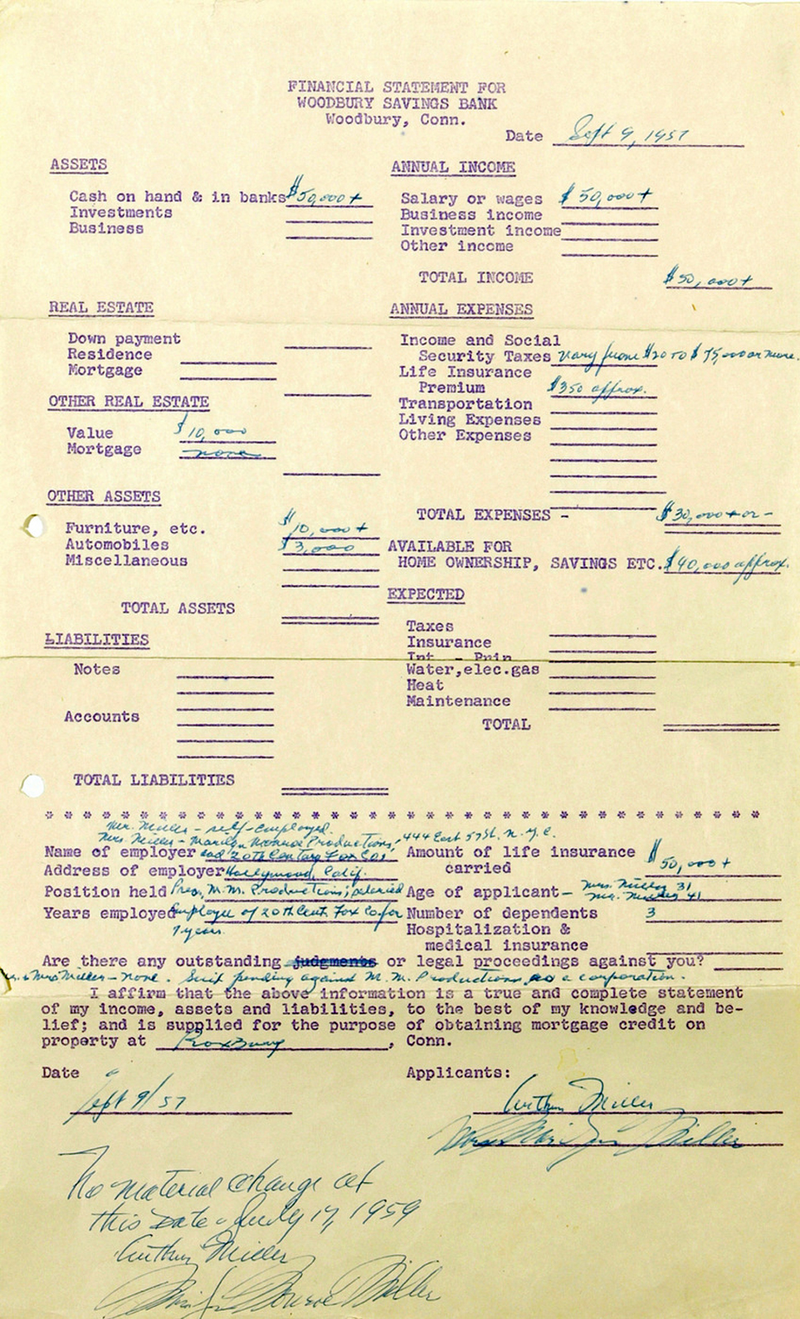 FINANCIAL STATEMENT FOR
WOODBURY SAVINGS BANK
Woodbury, Conn.
Date Sept 9, 1957
ASSETS
Cash on hand & in banks $50,000+
Investments
Business
ANNUAL INCOME
Salary or wages $50,000+
Business income
Investment income
Other income
TOTAL INCOME $50,000+
REAL ESTATE
Down payment
Residence
Mortgage
OTHER REAL ESTATE
Value $10,000
Mortgage none
ANNUAL EXPENSES
Income and Social
Security Taxes vary from $20 to $75,000 or more.
Life Insurance
Premium $350 approx.
Transportation
Living Expenses
Other Expenses
TOTAL EXPENSES - $30,000 + or -
OTHER ASSETS
Furniture, etc. $10,000+
Automobiles $3,000
Miscellaneous
TOTAL ASSETS
AVAILABLE FOR
HOME OWNERSHIP, SAVINGS ETC. $40,000 approx.
EXPECTED
Taxes
Insurance
Int - Prin
Water,elec.gas
Heat
Maintenance
TOTAL
LIABILITIES
Notes
Accounts
TOTAL LIABILITIES
* * * * * * * * * * * * * * * * * * * * * * * * * * * * * *
Mr. Miller - self-employed.
Mrs Miller - Marilyn Monroe Productions, 444 East 57 St. N.Y.C.
Name of employer and 20th Century Fox Co.,
Address of employer Hollywood, Calif.
Position held Pres, M.M. Productions; salaried
Years employed Employee of 20th Cent. Fox Co for
7 years.
Amount of life insurance
carried $50,000+
Age of applicant - Mrs. Miller 31
Mr. Miller 41
Number of dependents 3
Hospitalization &
medical insurance
Are there any outstanding judgments or legal proceedings against you?
& Mrs Miller - none. Suit pending against M.M. Productions, a corporation.
I affirm that the above information is a true and complete statement
of my income, assets and liabilities, to the best of my knowledge and be-
lief; and is supplied for the purpose of obtaining mortgage credit on
property at Roxbury, Conn.
Date
Sept 9/57
Applicants:
Arthur Miller
Marilyn Miller
No material change at
this Date - July 17, 1959
Arthur Miller
Marilyn Monroe Miller